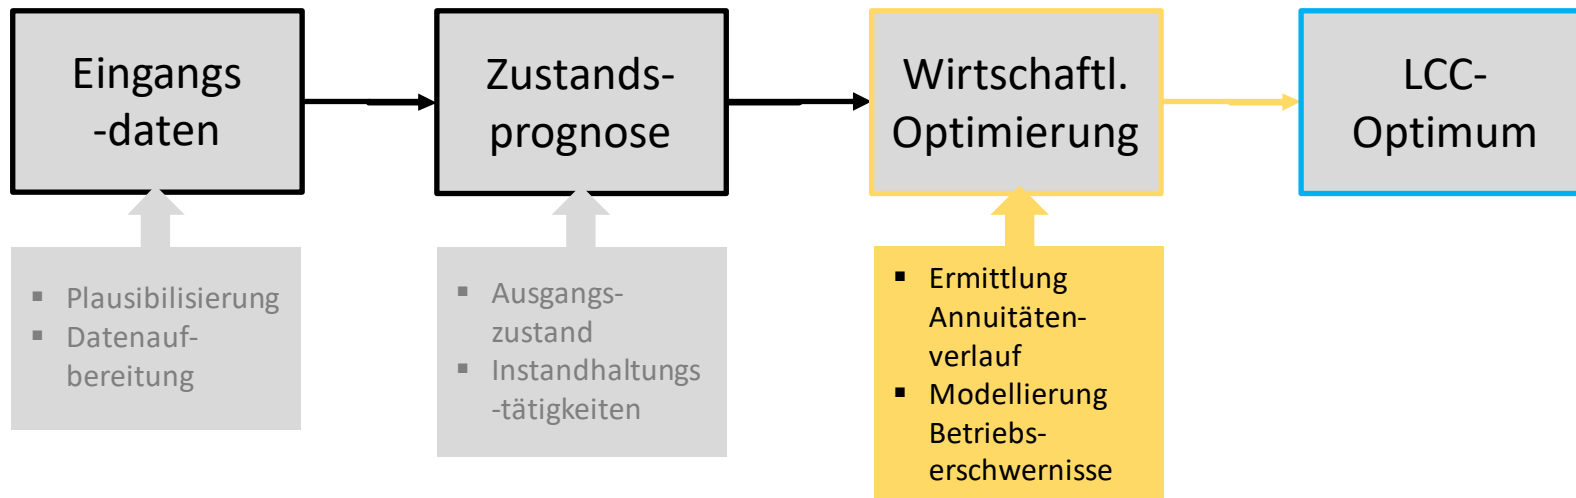 Eingangs
-daten
Zustands-
prognose
Wirtschaftl.
Optimierung
LCC-
Optimum
▪ Plausibilisierung
▪ Datenauf-
bereitung
▪ Ausgangs-
zustand
▪ Instandhaltungs
-tätigkeiten
▪ Ermittlung
Annuitäten-
verlauf
▪ Modellierung
Betriebs-
erschwernisse